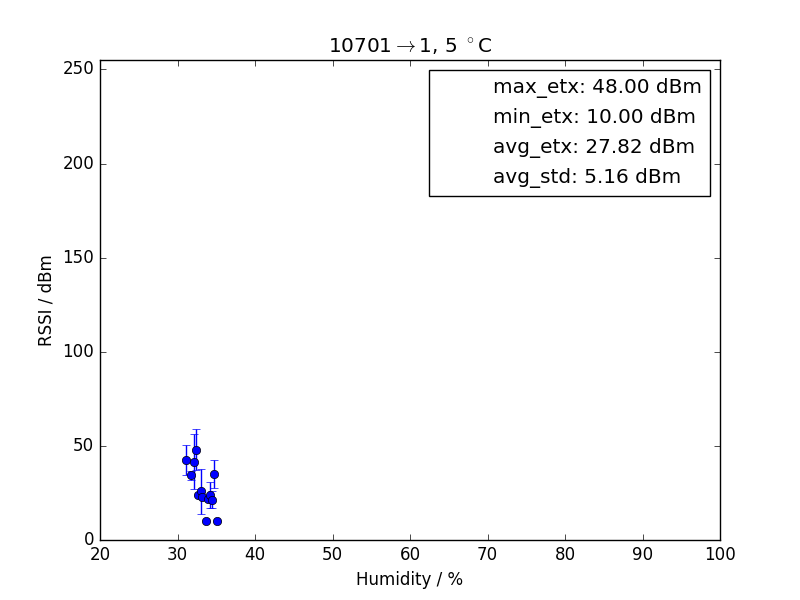 10701→1, 5 °C
max_etx: 48.00 dBm
min_etx: 10.00 dBm
avg_etx: 27.82 dBm
avg_std: 5.16 dBm
RSSI / dBm
250
200
150
100
50
0
20 30 40 50 60 70 80 90 100
Humidity / %